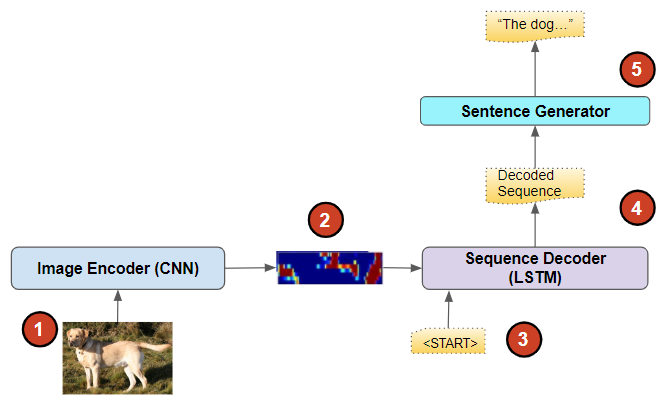 “The dog…”
5
Sentence Generator
Decoded
Sequence
4
2
Image Encoder (CNN)
Sequence Decoder
(LSTM)
1
<START>
3